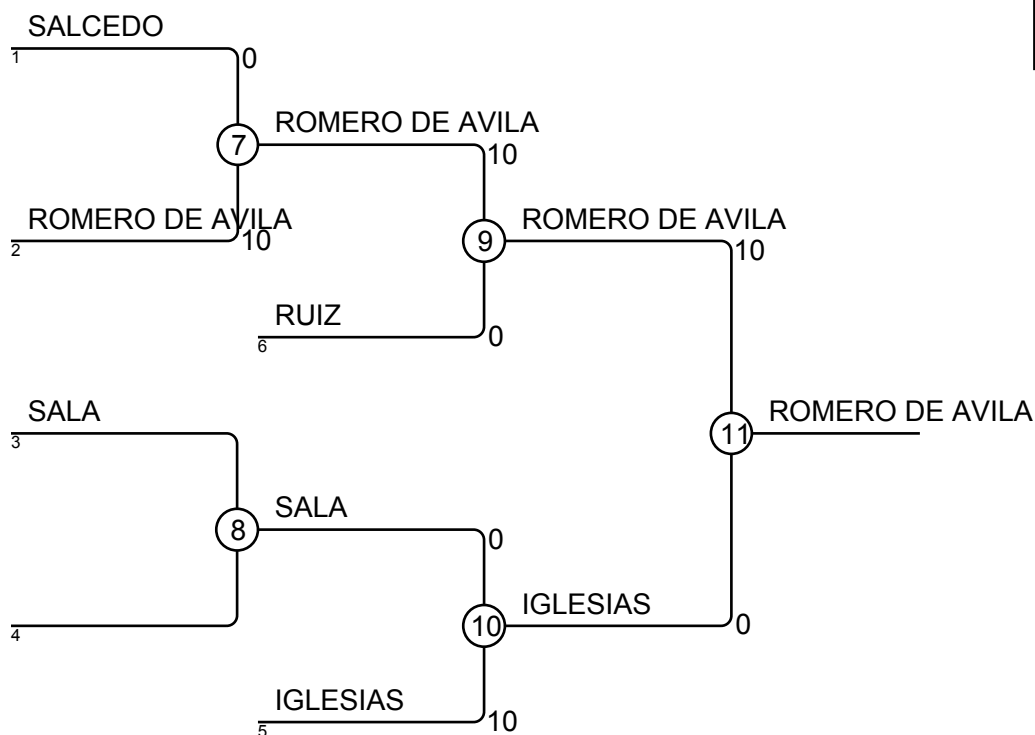 SALCEDO
1
0
7
ROMERO DE AVILA
10
ROMERO DE AVILA
2
10
9
ROMERO DE AVILA
10
RUIZ
6
0
SALA
3
11
ROMERO DE AVILA
8
SALA
0
4
10
IGLESIAS
0
IGLESIAS
5
10